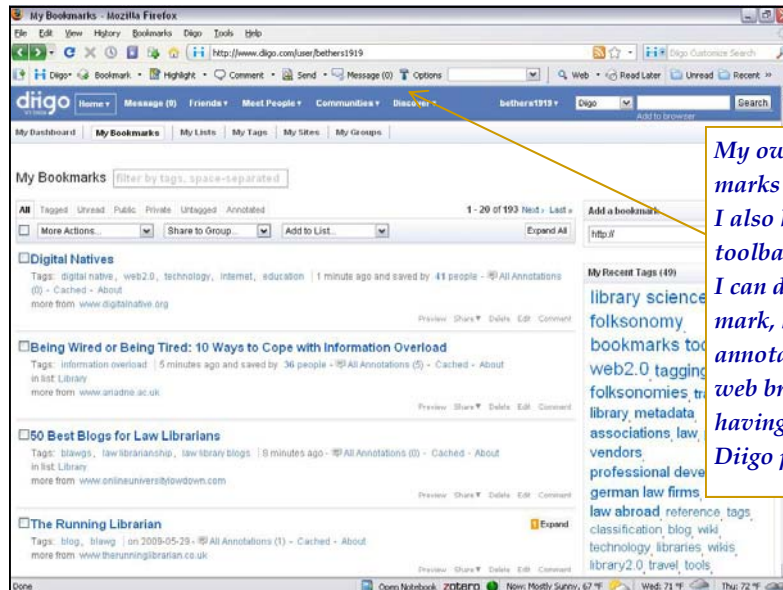 My Bookmarks - Mozilla Firefox
File Edit View History Bookmarks Diigo Tools Help
http://www.diigo.com/user/bethers1919
Diigo Customize Search
Diigo Bookmark Highlight Comment Send Message (0) Options
Web Read Later Unread Recent »
diigo Home Message (0) Friends Meet People Communities Discover bethers1919 Diigo Search
Add to browser
My Dashboard My Bookmarks My Lists My Tags My Sites My Groups
My Bookmarks filter by tags, space-separated
All Tagged Unread Public Private Untagged Annotated 1 - 20 of 193 Next › Last »
More Actions... Share to Group... Add to List... Expand All
Digital Natives
Tags: digital native, web2.0, technology, internet, education | 1 minute ago and saved by 41 people - All Annotations
(0) - Cached - About
more from www.digitalnative.org
Preview Share Delete Edit Comment
Being Wired or Being Tired: 10 Ways to Cope with Information Overload
Tags: information overload | 5 minutes ago and saved by 36 people - All Annotations (5) - Cached - About
in list: Library
more from www.ariadne.ac.uk
Preview Share Delete Edit Comment
50 Best Blogs for Law Librarians
Tags: blawgs, law librarianship, law library blogs | 8 minutes ago - All Annotations (0) - Cached - About
in list: Library
more from www.onlineuniversitylowdown.com
Preview Share Delete Edit Comment
The Running Librarian
1 Expand
Tags: blog, blawg | on 2009-05-29 - All Annotations (1) - Cached - About
more from www.therunninglibrarian.co.uk
Preview Share Delete Edit Comment
Add a bookmark
http://
My Recent Tags (49)
library science
folksonomy
bookmarks
web2.0 tagging
folksonomies
library metadata
associations law
vendors
professional
german law firms
law abroad reference tags
classification blog wiki
technology libraries wikis
library2.0 travel tools
My
marks
I also
I can
mark,
web
having
Diigo
Done
Open Notebook zotero Now: Mostly Sunny, 67 °F Wed: 71 °F Thu: 72 °F